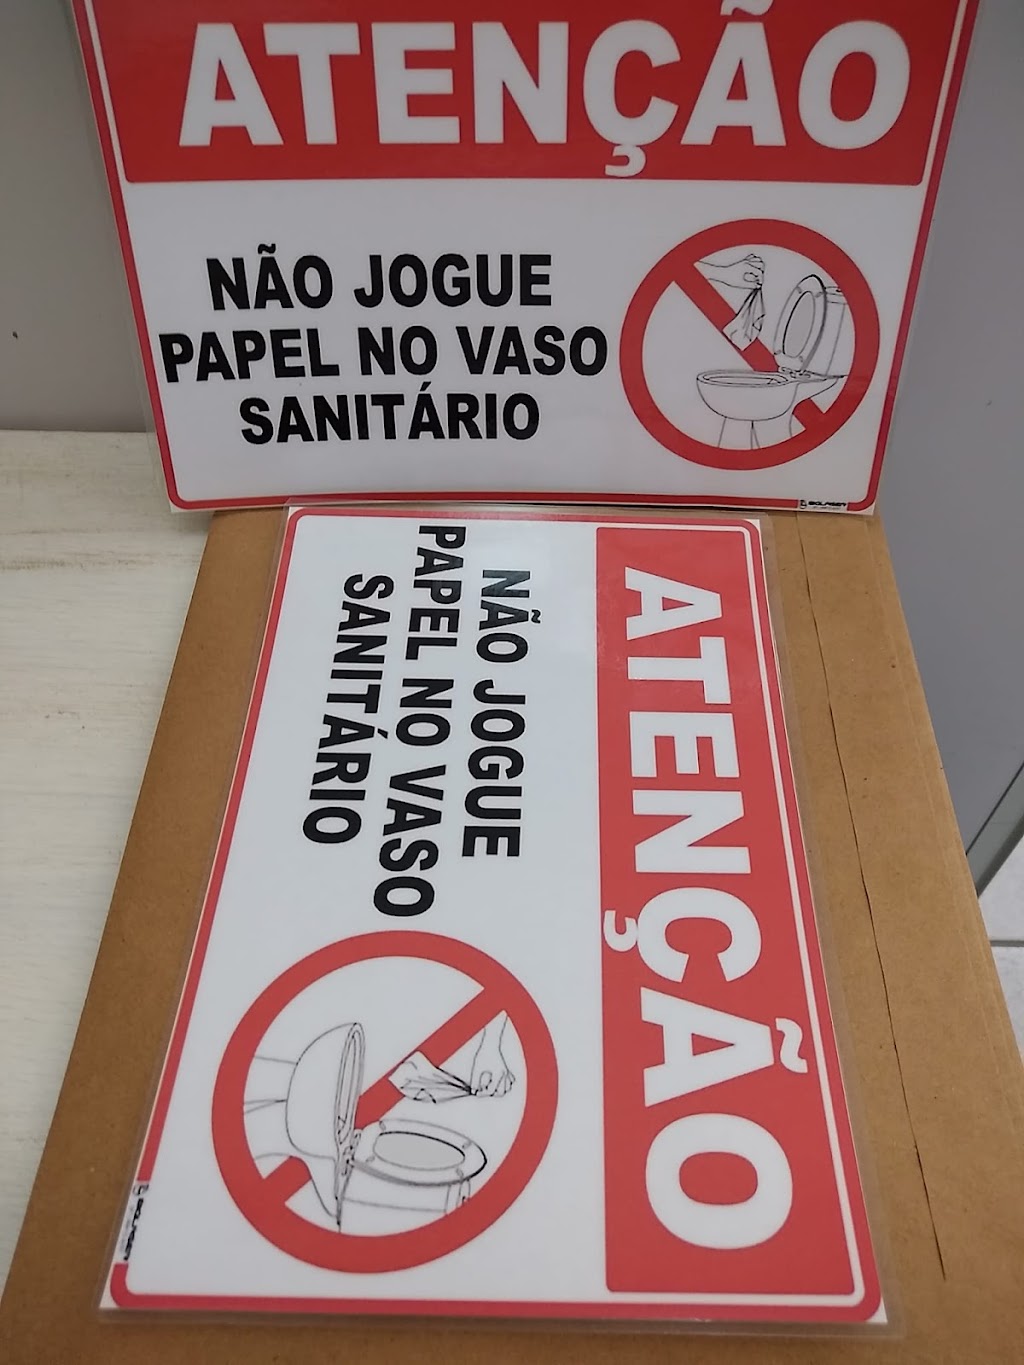 ATENÇÃO
NÃO JOGUE
PAPEL NO VASO
SANITÁRIO
ATENÇÃO
NÃO JOGUE
PAPEL NO VASO
SANITÁRIO